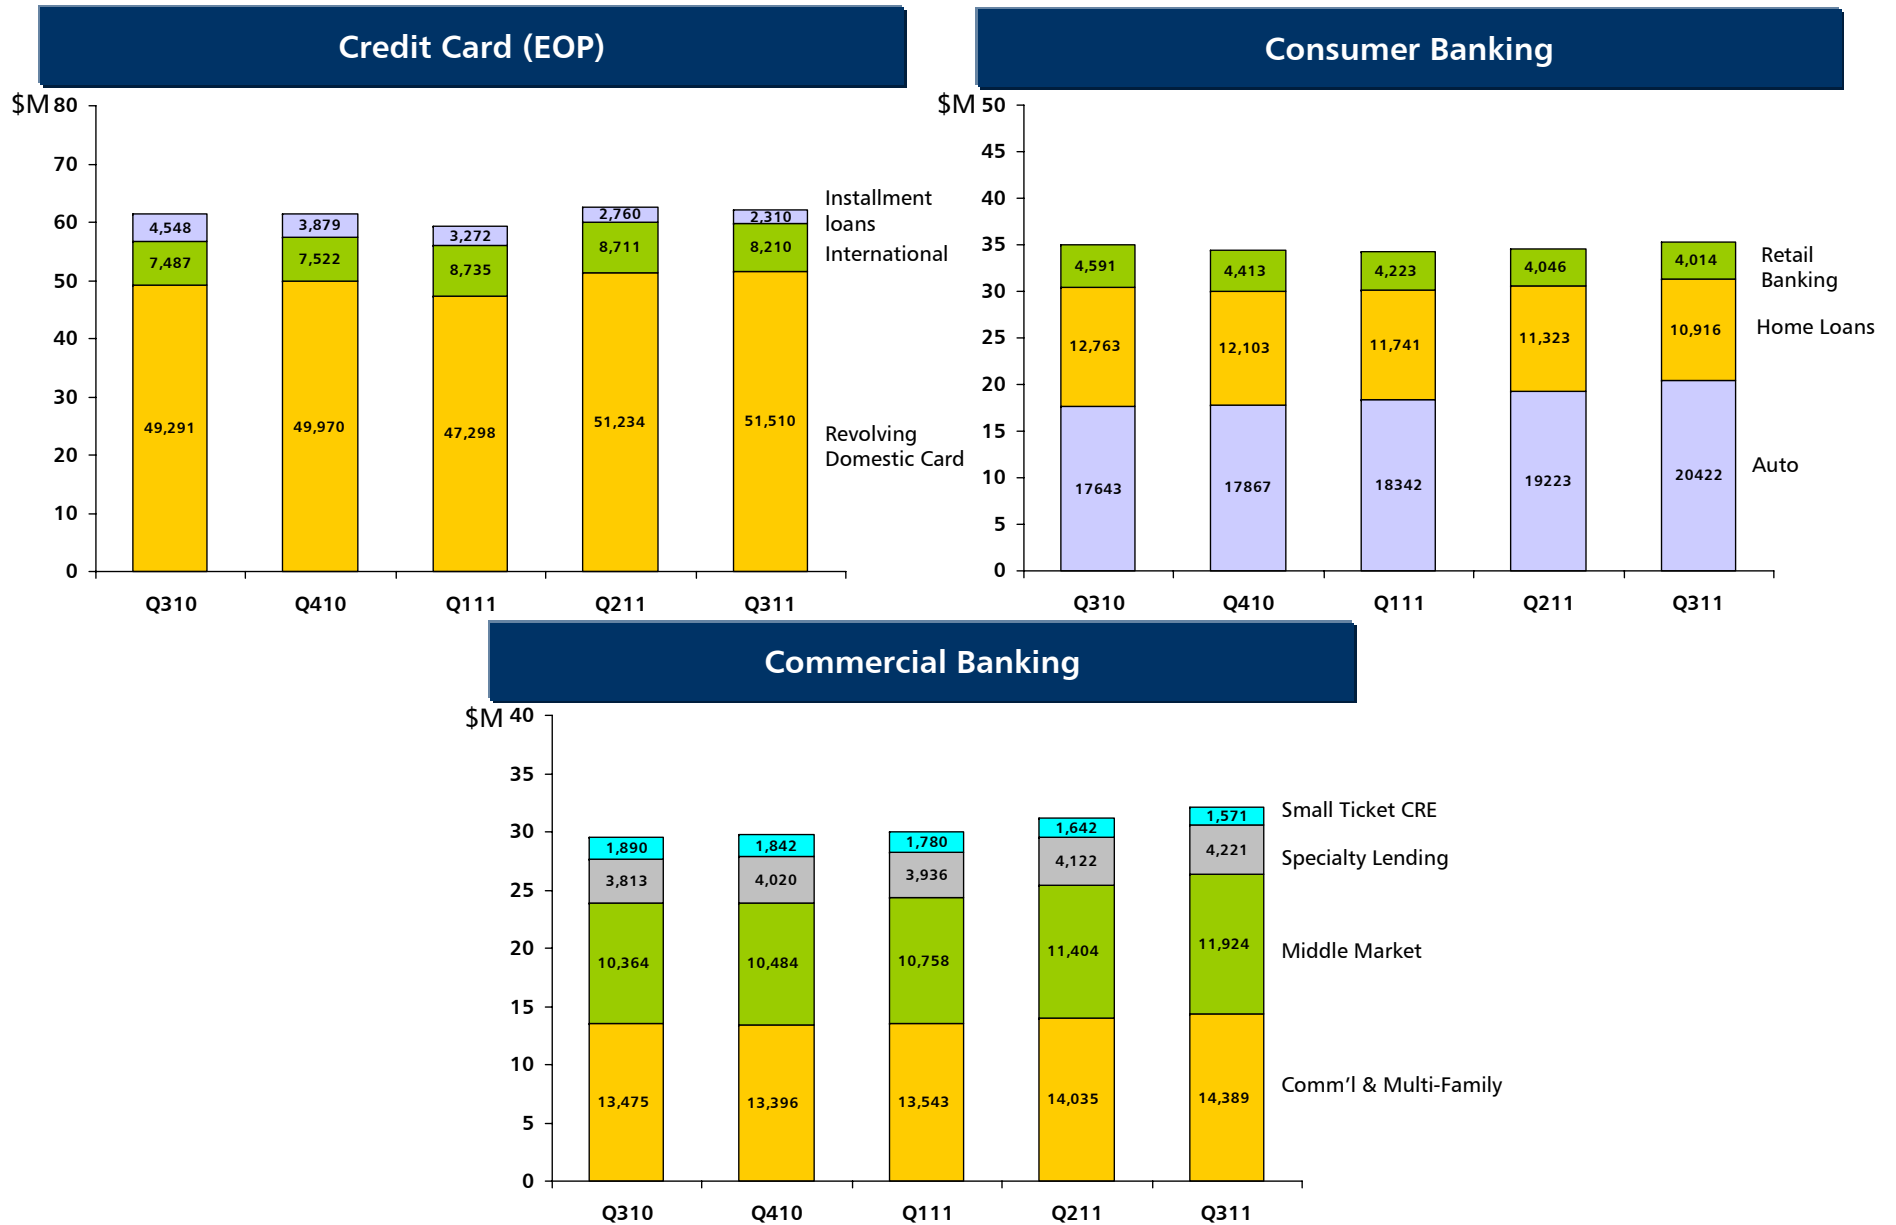 Credit Card (EOP)
$M 80
70
60
50
40
30
20
10
0
4,548
3,879
3,272
2,760
2,310
7,487
7,522
8,735
8,711
8,210
49,291
49,970
47,298
51,234
51,510
Installment
loans
International
Revolving
Domestic Card
Q310
Q410
Q111
Q211
Q311
Consumer Banking
$M 50
45
40
35
30
25
20
15
10
5
0
4,591
4,413
4,223
4,046
4,014
12,763
12,103
11,741
11,323
10,916
17643
17867
18342
19223
20422
Retail
Banking
Home Loans
Auto
Q310
Q410
Q111
Q211
Q311
Commercial Banking
$M 40
35
30
25
20
15
10
5
0
1,890
1,842
1,780
1,642
1,571
3,813
4,020
3,936
4,122
4,221
10,364
10,484
10,758
11,404
11,924
13,475
13,396
13,543
14,035
14,389
Small Ticket CRE
Specialty Lending
Middle Market
Comm’l & Multi-Family
Q310
Q410
Q111
Q211
Q311